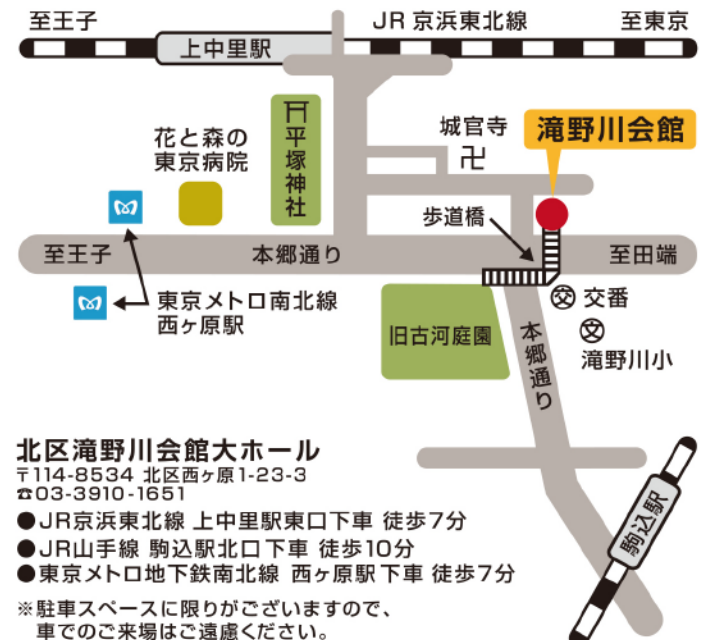 至王子
JR 京浜東北線
至東京
上中里駅
花と森の
東京病院
平塚神社
城官寺
卍
滝野川会館
歩道橋
至王子
本郷通り
至田端
東京メトロ南北線
西ヶ原駅
旧古河庭園
交 交番
文
滝野川小
本郷通り
駒込駅
北区滝野川会館大ホール
〒114-8534 北区西ヶ原1-23-3
☎03-3910-1651
●JR京浜東北線 上中里駅東口下車 徒歩7分
●JR山手線 駒込駅北口下車 徒歩10分
●東京メトロ地下鉄南北線 西ヶ原駅下車 徒歩7分
※駐車スペースに限りがございますので、
車でのご来場はご遠慮ください。